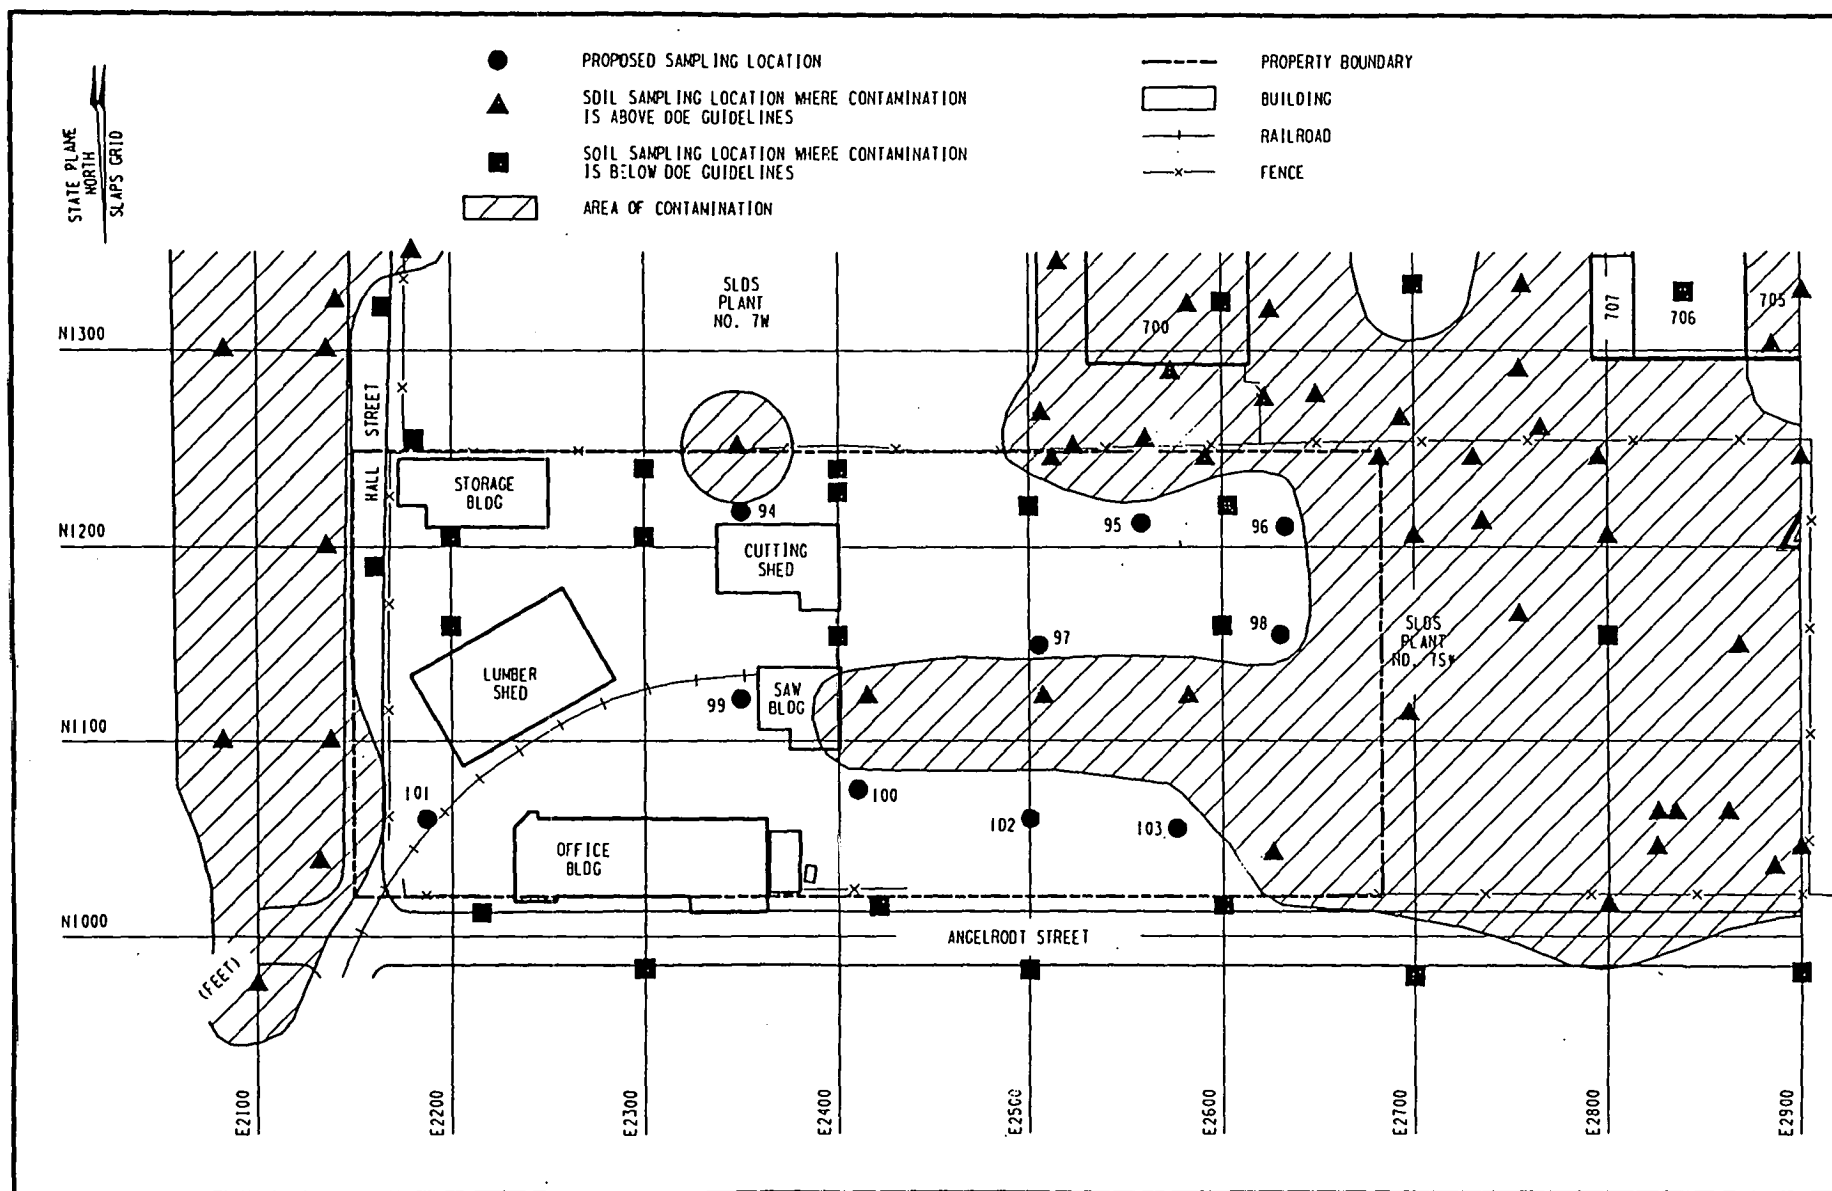 PROPOSED SAMPLING LOCATION
SOIL SAMPLING LOCATION WHERE CONTAMINATION
IS ABOVE DOE GUIDELINES
SOIL SAMPLING LOCATION WHERE CONTAMINATION
IS BELOW DOE GUIDELINES
AREA OF CONTAMINATION
PROPERTY BOUNDARY
BUILDING
RAILROAD
FENCE
STATE PLANE
NORTH
SLAPS GRID
SLDS
PLANT
NO. 7W
700
707
706
705
N1300
HALL STREET
STORAGE
BLDG
94
95
96
N1200
CUTTING
SHED
97
98
SLDS
PLANT
NO. 7S
LUMBER
SHED
99
SAW
BLDG
N1100
101
100
102
103
OFFICE
BLDG
N1000
ANGELRODT STREET
(FEET)
E2100
E2200
E2300
E2400
E2500
E2600
E2700
E2800
E2900